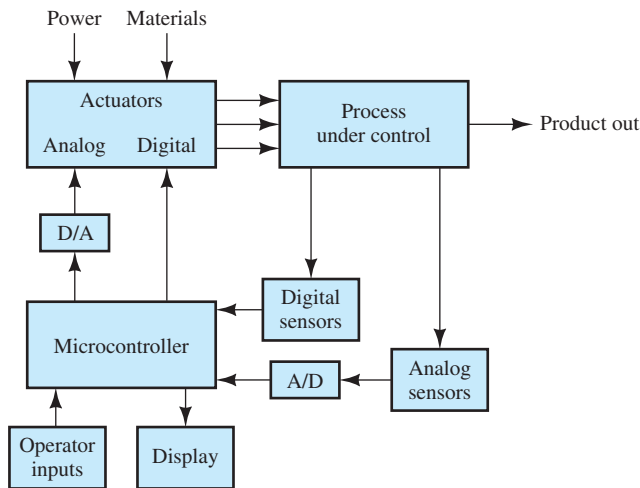 Power Materials
Actuators
Analog Digital
Process
under control
Product out
D/A
Digital
sensors
Microcontroller
A/D
Analog
sensors
Operator
inputs
Display